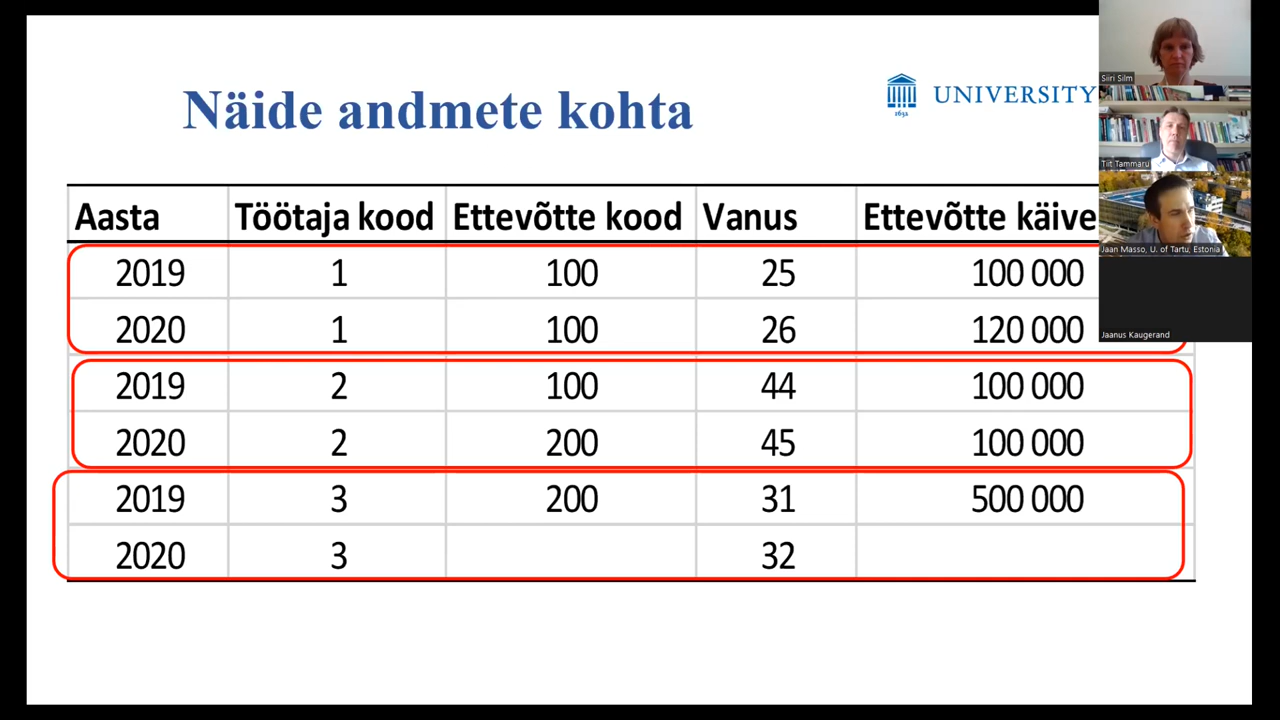 Näide andmete kohta
UNIVERSITY
1632
Aasta Töötaja kood Ettevõtte kood Vanus Ettevõtte käive
2019 1 100 25 100 000
2020 1 100 26 120 000
2019 2 100 44 100 000
2020 2 200 45 100 000
2019 3 200 31 500 000
2020 3 32
Siiri Silm
Tiit Tammaru
Jaan Masso, U. of Tartu, Estonia
Jaanus Kaugerand